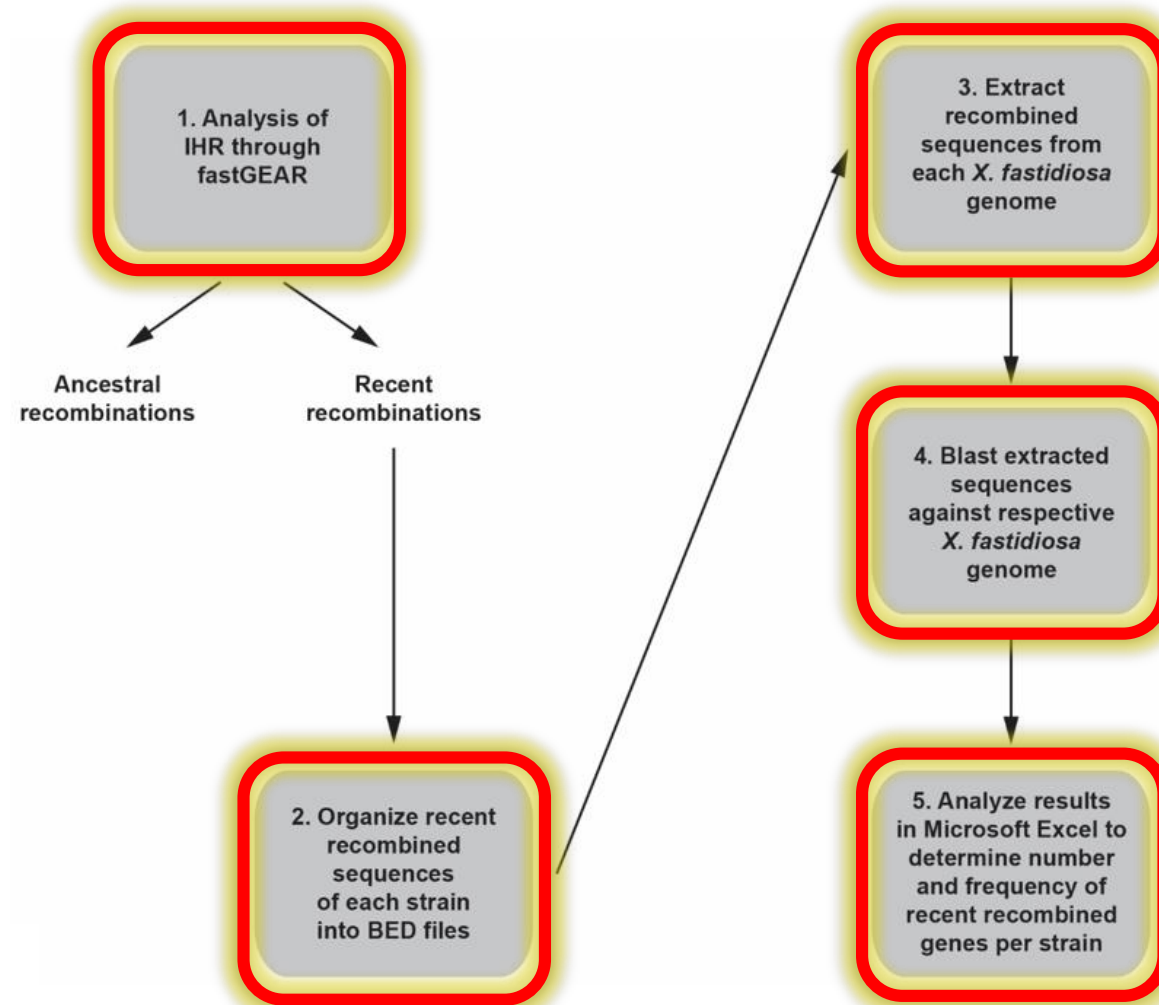 1. Analysis of
IHR through
fastGEAR
Ancestral
recombinations
Recent
recombinations
2. Organize recent
recombined
sequences
of each strain
into BED files
3. Extract
recombined
sequences from
each X. fastidiosa
genome
4. Blast extracted
sequences
against respective
X. fastidiosa
genome
5. Analyze results
in Microsoft Excel to
determine number
and frequency of
recent recombined
genes per strain